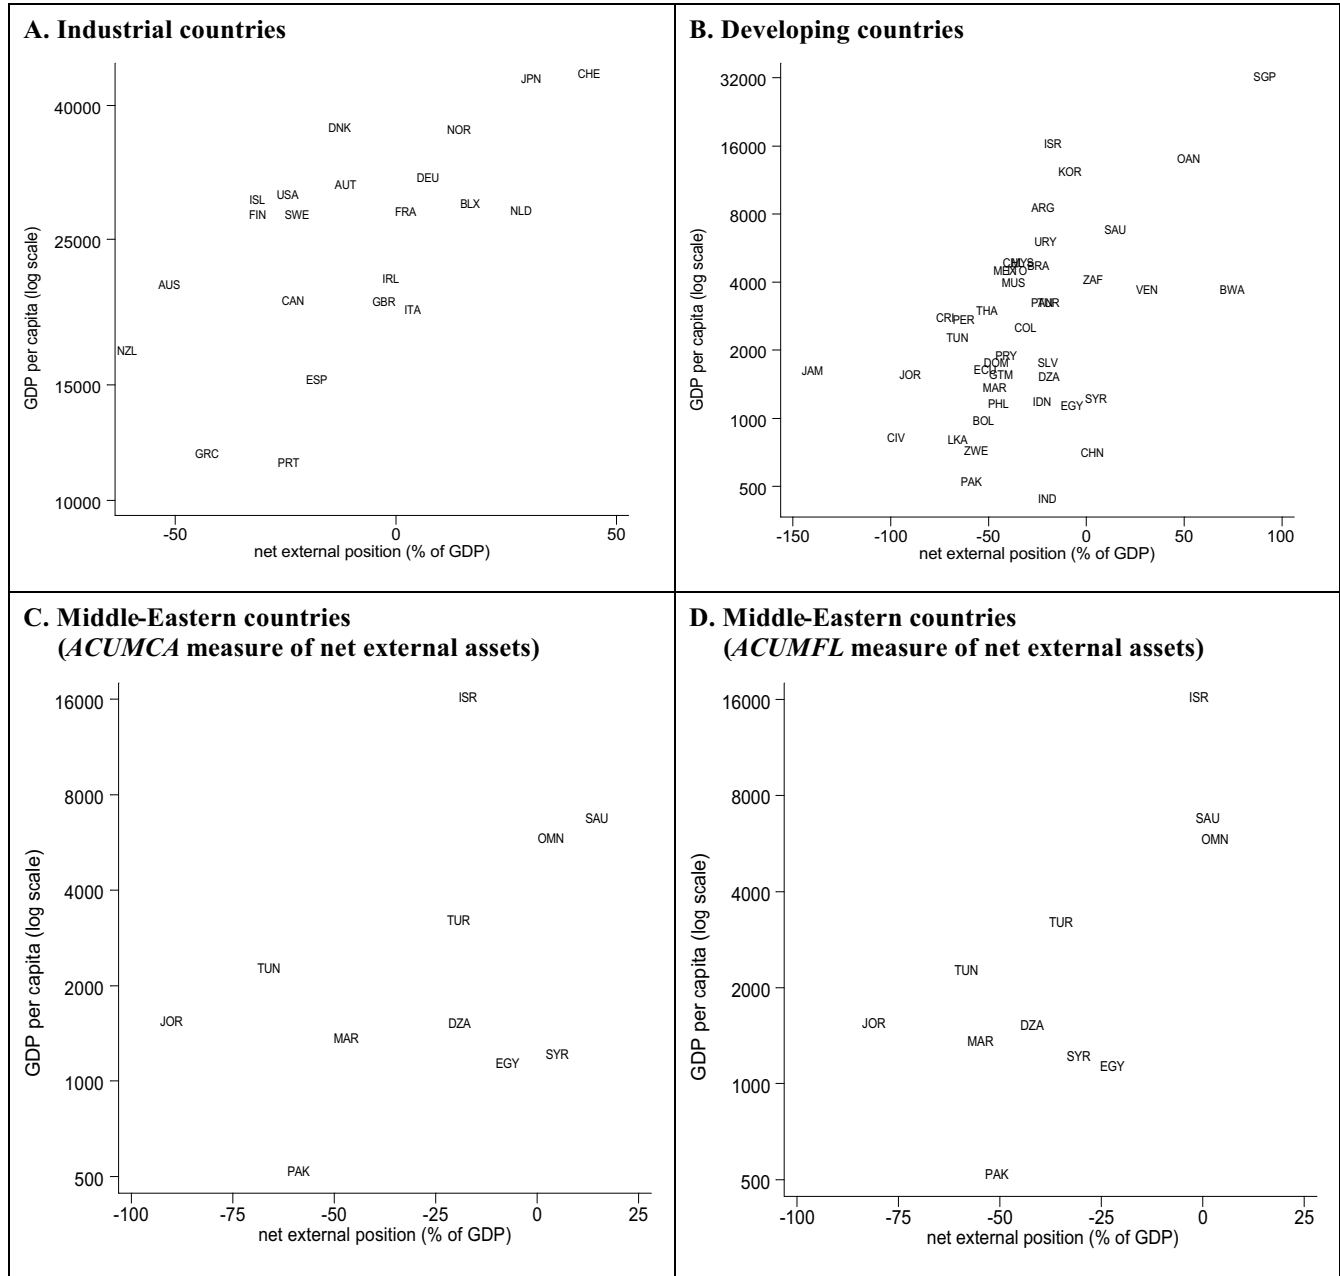 A. Industrial countries
GDP per capita (log scale)
40000
25000
15000
10000
JPN CHE
DNK NOR
DEU
AUT
USA
ISL
BLX
FIN SWE FRA NLD
IRL
AUS
CAN GBR
ITA
NZL
ESP
GRC
PRT
-50 0 50
net external position (% of GDP)
B. Developing countries
GDP per capita (log scale)
32000
16000
8000
4000
2000
1000
500
SGP
ISR
OAN
KOR
ARG
SAU
URY
MYS
BRA
MEX
ZAF
MUS
VEN BWA
TUR
THA
CRI
PER
COL
TUN
PRY
DOM SLV
ECU
JAM JOR GTM DZA
MAR
PHL IDN EGY SYR
BOL
CIV LKA
ZWE CHN
PAK
IND
-150 -100 -50 0 50 100
net external position (% of GDP)
C. Middle-Eastern countries
(ACUMCA measure of net external assets)
GDP per capita (log scale)
16000
8000
4000
2000
1000
500
ISR
SAU
OMN
TUR
TUN
JOR DZA
MAR
SYR
EGY
PAK
-100 -75 -50 -25 0 25
net external position (% of GDP)
D. Middle-Eastern countries
(ACUMFL measure of net external assets)
GDP per capita (log scale)
16000
8000
4000
2000
1000
500
ISR
SAU
OMN
TUR
TUN
JOR DZA
MAR
SYR
EGY
PAK
-100 -75 -50 -25 0 25
net external position (% of GDP)